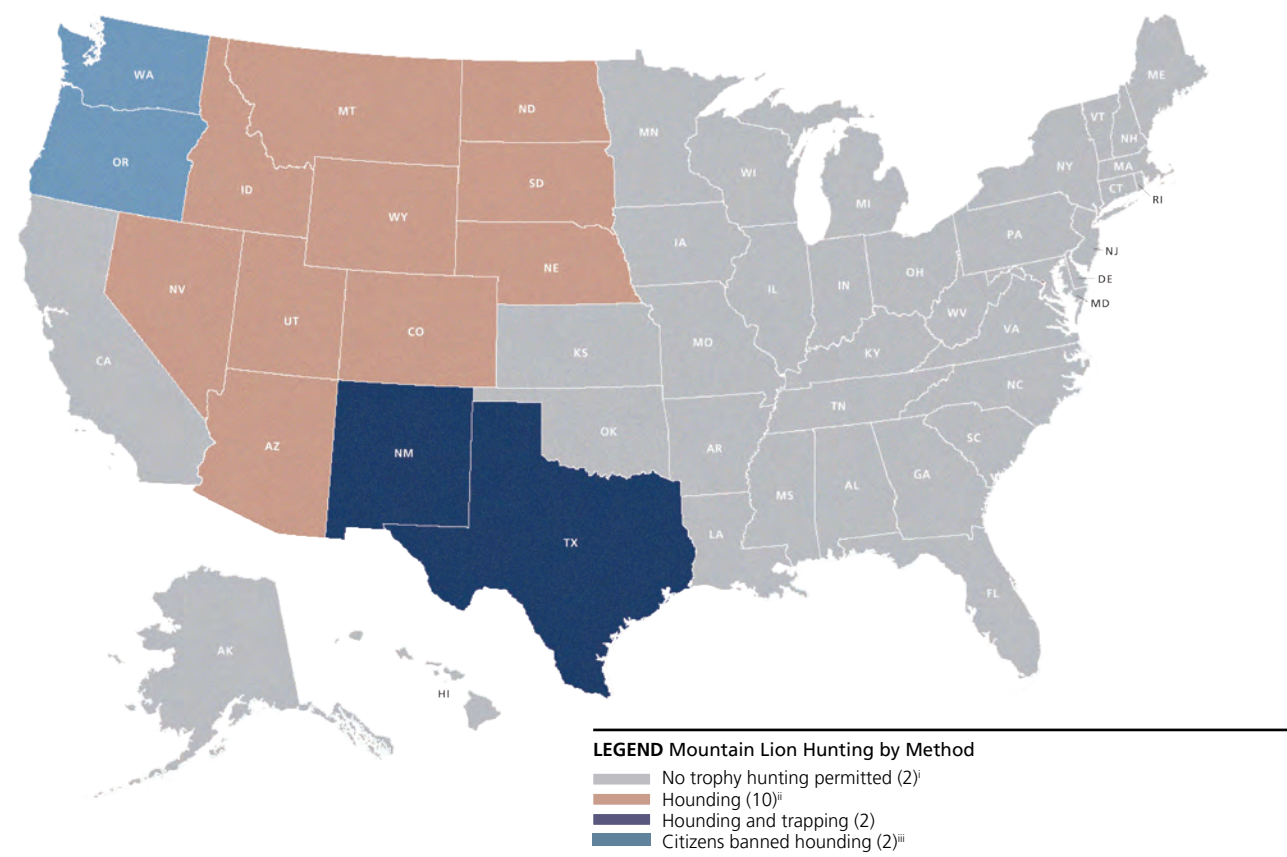 WA
MT
ND
MN
ME
VT
NH
OR
ID
SD
WI
NY
MA
CT
RI
WY
MI
PA
IA
NE
NJ
NV
OH
DE
UT
IL
IN
MD
CO
WV
VA
CA
KS
MO
KY
NC
TN
AZ
NM
OK
AR
SC
MS
AL
GA
TX
LA
FL
AK
HI
LEGEND Mountain Lion Hunting by Method
No trophy hunting permitted (2)ⁱ
Hounding (10)ⁱⁱ
Hounding and trapping (2)
Citizens banned hounding (2)ⁱⁱⁱ